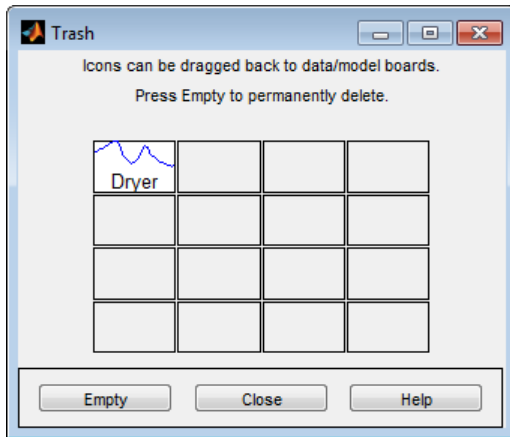 Trash
Icons can be dragged back to data/model boards.
Press Empty to permanently delete.
Dryer
Empty Close Help